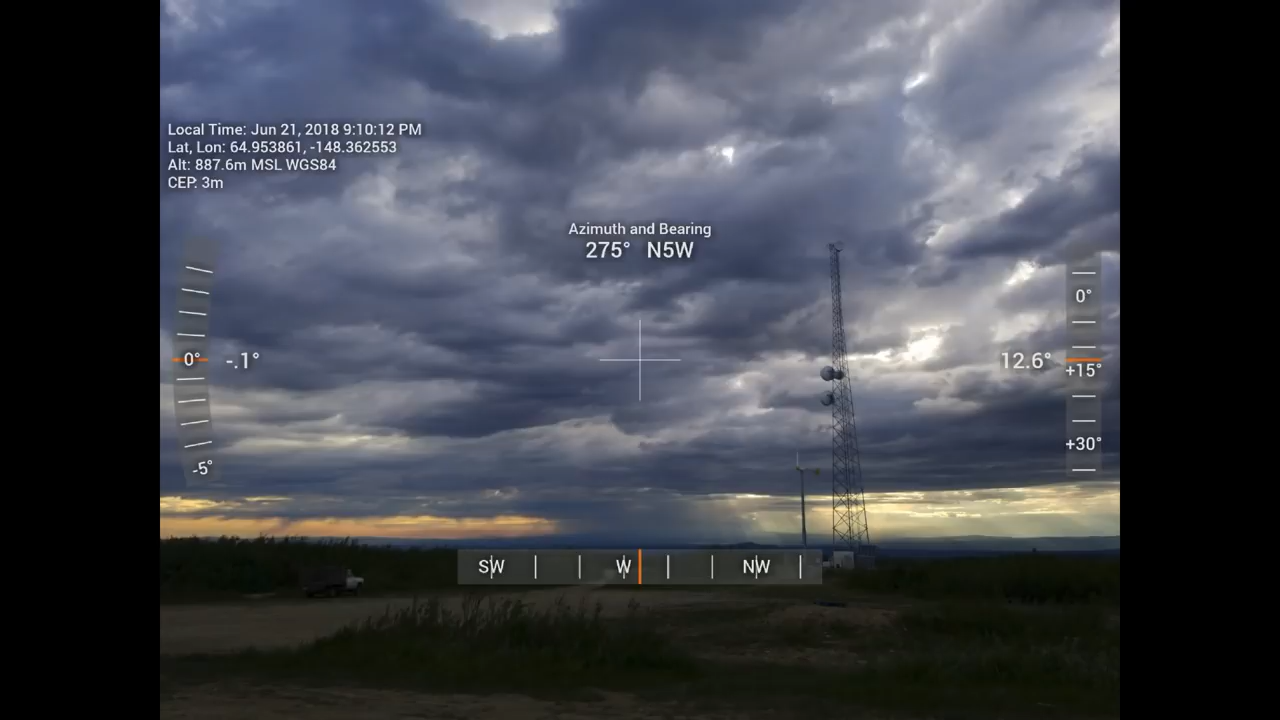 Local Time: Jun 21, 2018 9:10:12 PM
Lat, Lon: 64.953861, -148.362553
Alt: 887.6m MSL WGS84
CEP: 3m
Azimuth and Bearing
275° N5W
0°
0° -.1°
12.6°
+15°
+30°
-5°
SW W NW